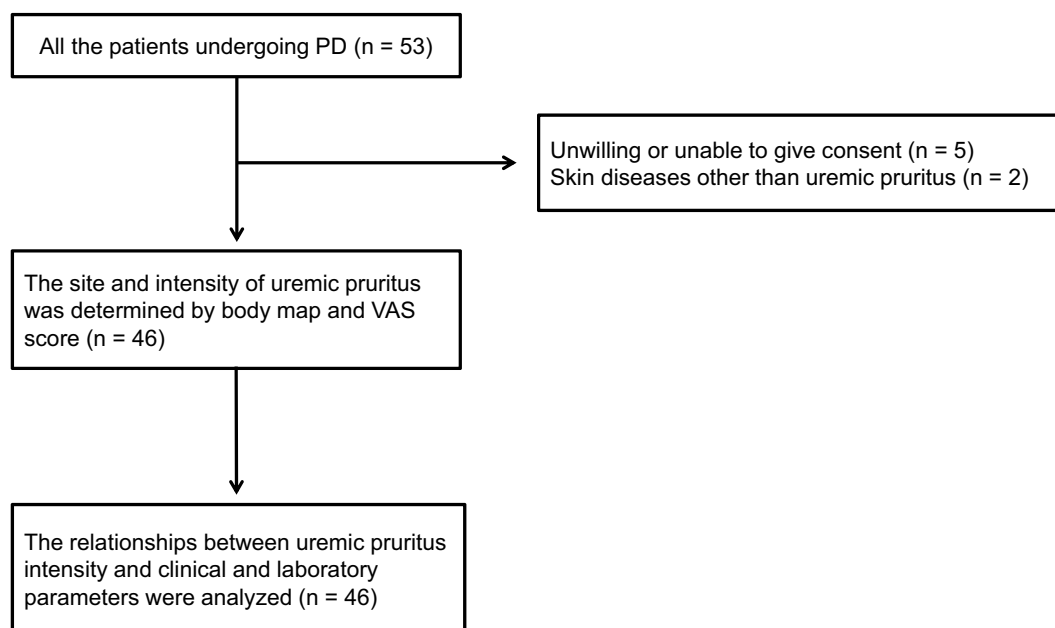 All the patients undergoing PD (n = 53)
Unwilling or unable to give consent (n = 5)
Skin diseases other than uremic pruritus (n = 2)
The site and intensity of uremic pruritus
was determined by body map and VAS
score (n = 46)
The relationships between uremic pruritus
intensity and clinical and laboratory
parameters were analyzed (n = 46)